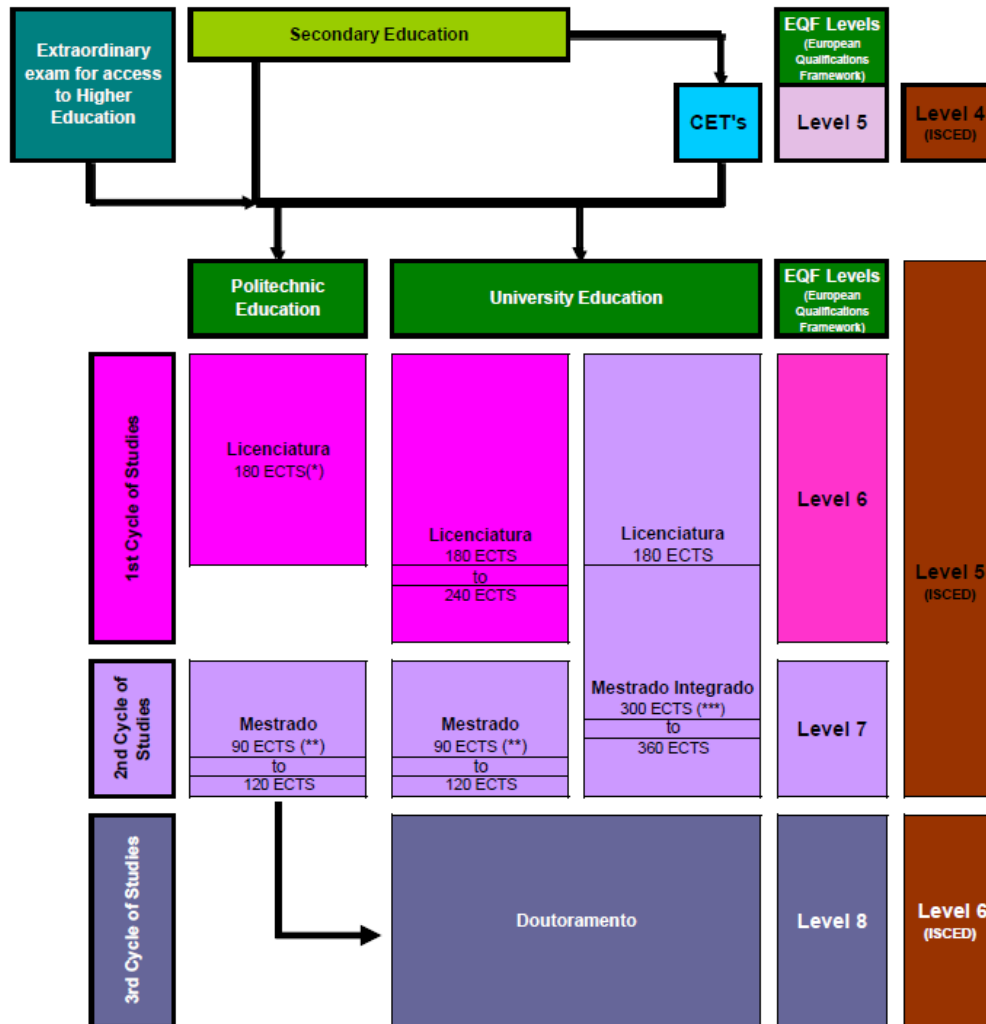 Extraordinary
exam for access
to Higher
Education
Secondary Education
CET's
EQF Levels
(European
Qualifications
Framework)
Level 5
Level 4
(ISCED)
Politechnic
Education
University Education
EQF Levels
(European
Qualifications
Framework)
1st Cycle of Studies
Licenciatura
180 ECTS(*)
Licenciatura
180 ECTS
to
240 ECTS
Licenciatura
180 ECTS
Level 6
Level 5
(ISCED)
2nd Cycle of
Studies
Mestrado
90 ECTS (**)
to
120 ECTS
Mestrado
90 ECTS (**)
to
120 ECTS
Mestrado Integrado
300 ECTS (***)
to
360 ECTS
Level 7
3rd Cycle of Studies
Doutoramento
Level 8
Level 6
(ISCED)